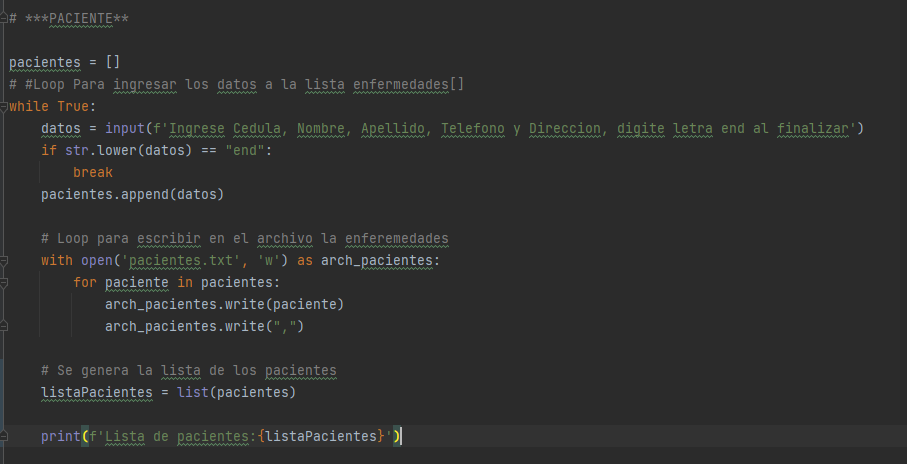 # ***PACIENTE**
pacientes = []
# #Loop Para ingresar los datos a la lista enfermedades[]
while True:
    datos = input(f'Ingrese Cedula, Nombre, Apellido, Telefono y Direccion, digite letra end al finalizar')
    if str.lower(datos) == "end":
        break
    pacientes.append(datos)
    # Loop para escribir en el archivo la enferemedades
    with open('pacientes.txt', 'w') as arch_pacientes:
        for paciente in pacientes:
            arch_pacientes.write(paciente)
            arch_pacientes.write(",")
    # Se genera la lista de los pacientes
    listaPacientes = list(pacientes)
    print(f'Lista de pacientes:{listaPacientes}')